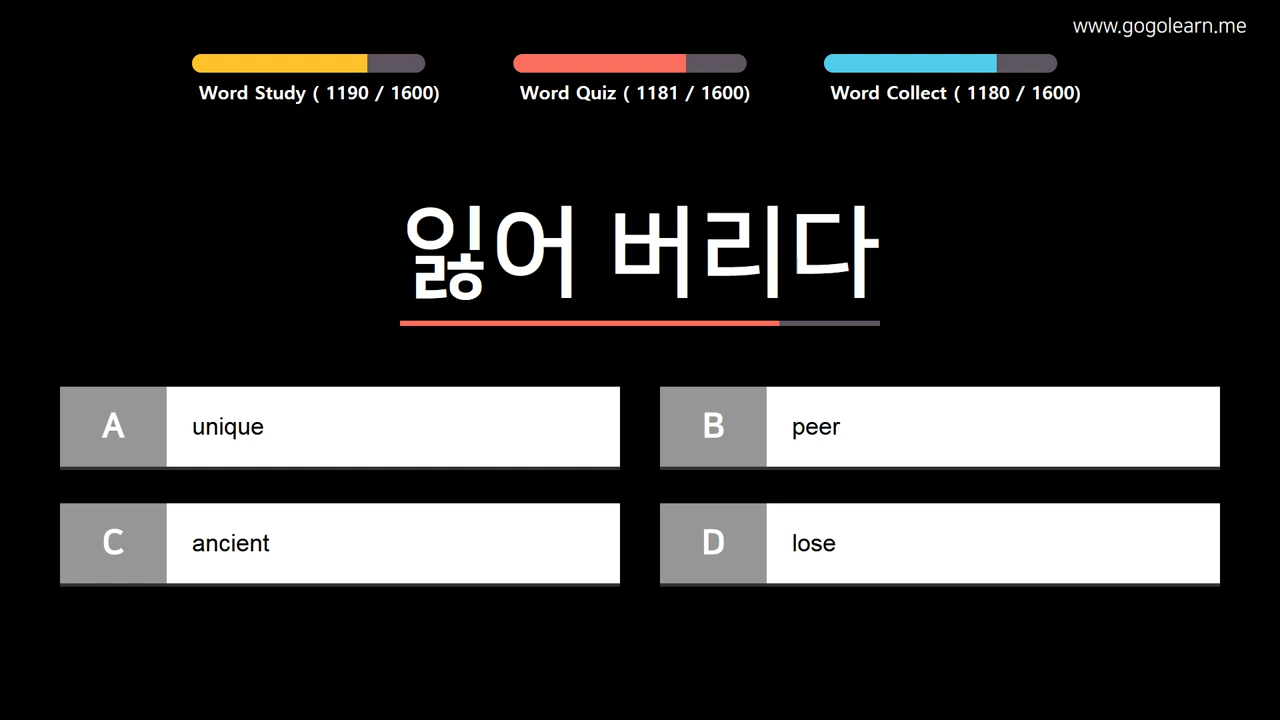 www.gogolearn.me
Word Study ( 1190 / 1600)
Word Quiz ( 1181 / 1600)
Word Collect ( 1180 / 1600)
잃어 버리다
A unique
B peer
C ancient
D lose